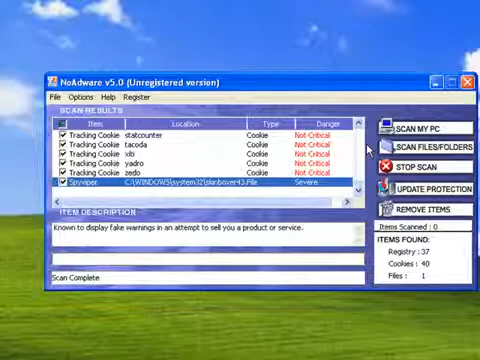 NoAdware v5.0 (Unregistered version)
File Options Help Register
SCAN RESULTS
Item Location Type Danger
Tracking Cookie statcounter Cookie Not Critical
Tracking Cookie tacoda Cookie Not Critical
Tracking Cookie xiti Cookie Not Critical
Tracking Cookie yadro Cookie Not Critical
Tracking Cookie zedo Cookie Not Critical
Spyviper C:\WINDOWS\system32\skinboxer43. File Severe
ITEM DESCRIPTION
Known to display fake warnings in an attempt to sell you a product or service.
Scan Complete
SCAN MY PC
SCAN FILES/FOLDERS
STOP SCAN
UPDATE PROTECTION
REMOVE ITEMS
Items Scanned : 0
ITEMS FOUND:
Registry : 37
Cookies : 40
Files : 1